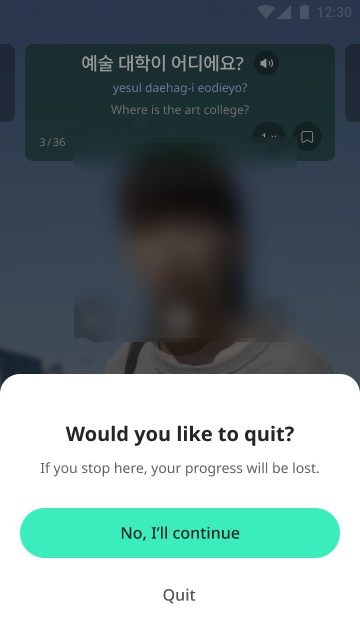 12:30
예술 대학이 어디에요?
yesul daehag-i eodieyo?
Where is the art college?
3/36
Would you like to quit?
If you stop here, your progress will be lost.
No, I'll continue
Quit